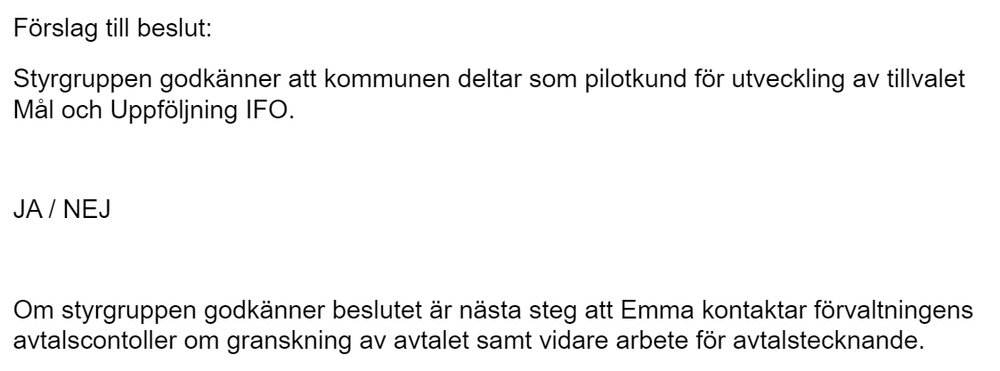 Förslag till beslut:
Styrgruppen godkänner att kommunen deltar som pilotkund för utveckling av tillvalet
Mål och Uppföljning IFO.
JA / NEJ
Om styrgruppen godkänner beslutet är nästa steg att Emma kontaktar förvaltningens
avtalscontoller om granskning av avtalet samt vidare arbete för avtalstecknande.